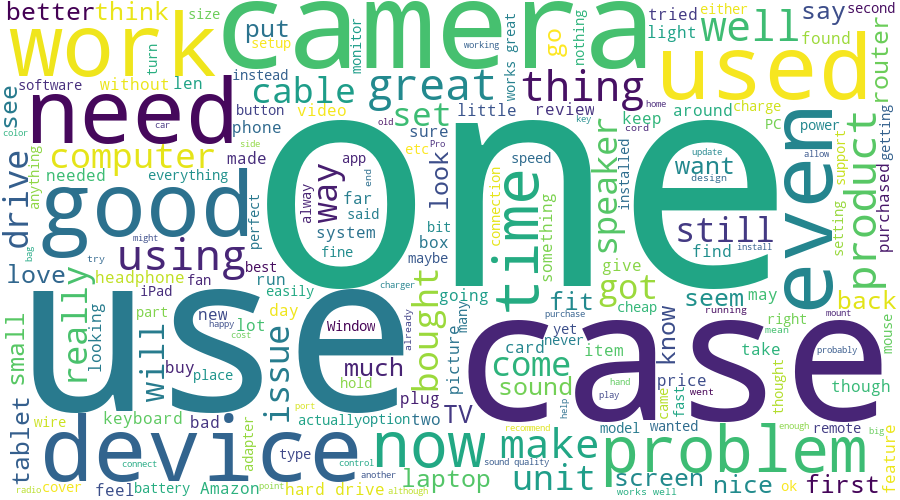 better
think
camera
put
size
either
say
second
tried
well
work
turn
setup
monitor
working
go
nothing
light
found
used
router
see
software
without
len
instead
works great
great
thing
cable
video
button
little
review
around
charge
PC
need
phone
old
set
sure
etc
Pro
keep
key
home
cord
power
getting
color
car
side
made
one
computer
needed
everything
anything
perfect
way
app
far
said
system
fine
alway
end
look
bit
box
maybe
connection
speed
time
something
speaker
installed
want
update
design
still
find
even
allow
support
setting
product
purchased
good
drive
using
love
bag
might
try
headphone
fan
best
run
easily
iPad
charger
going
many
fit
got
give
cheap
seem
running
install
may
back
mount
really
looking
small
will
part
new
lot
day
issue
happy
cost
buy
place
Window
already
much
bought
picture
purchase
yet
never
card
come
item
know
right
mean
take
mouse
probably
though
use
case
hold
plug
sound
help
play
hand
price
came
fast
went
thought
tablet
wire
keyboard
bad
adapter
port
actually
option
two
TV
model
wanted
recommend
enough
remote
big
feature
device
connect
type
control
now
make
problem
another
laptop
sound quality
unit
screen
nice
ok
first
radio
cover
feel
battery
Amazon
point
hard drive
although
works well